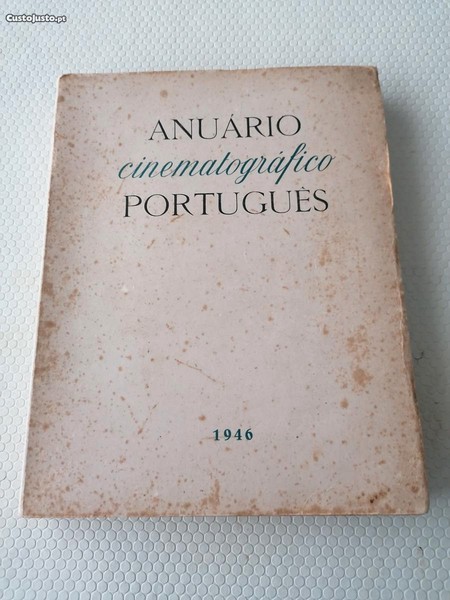 CustoJusto.pt
ANUÁRIO
cinematográfico
PORTUGUÊS
1946